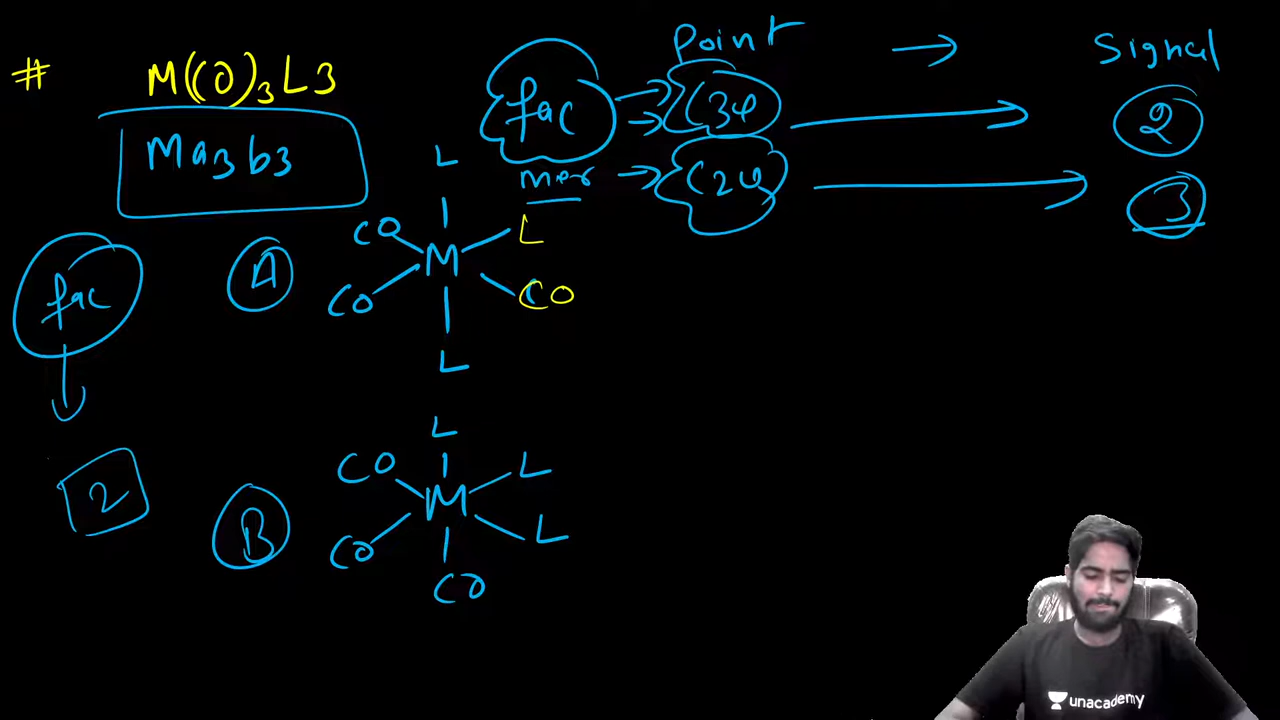 # M(CO)3L3
Ma3b3
Point → Signal
fac → C3v → 2
mer → C2v → 3
fac
2
A
L
CO L
M
CO CO
L
B
L
CO L
M
CO L
CO
unacademy